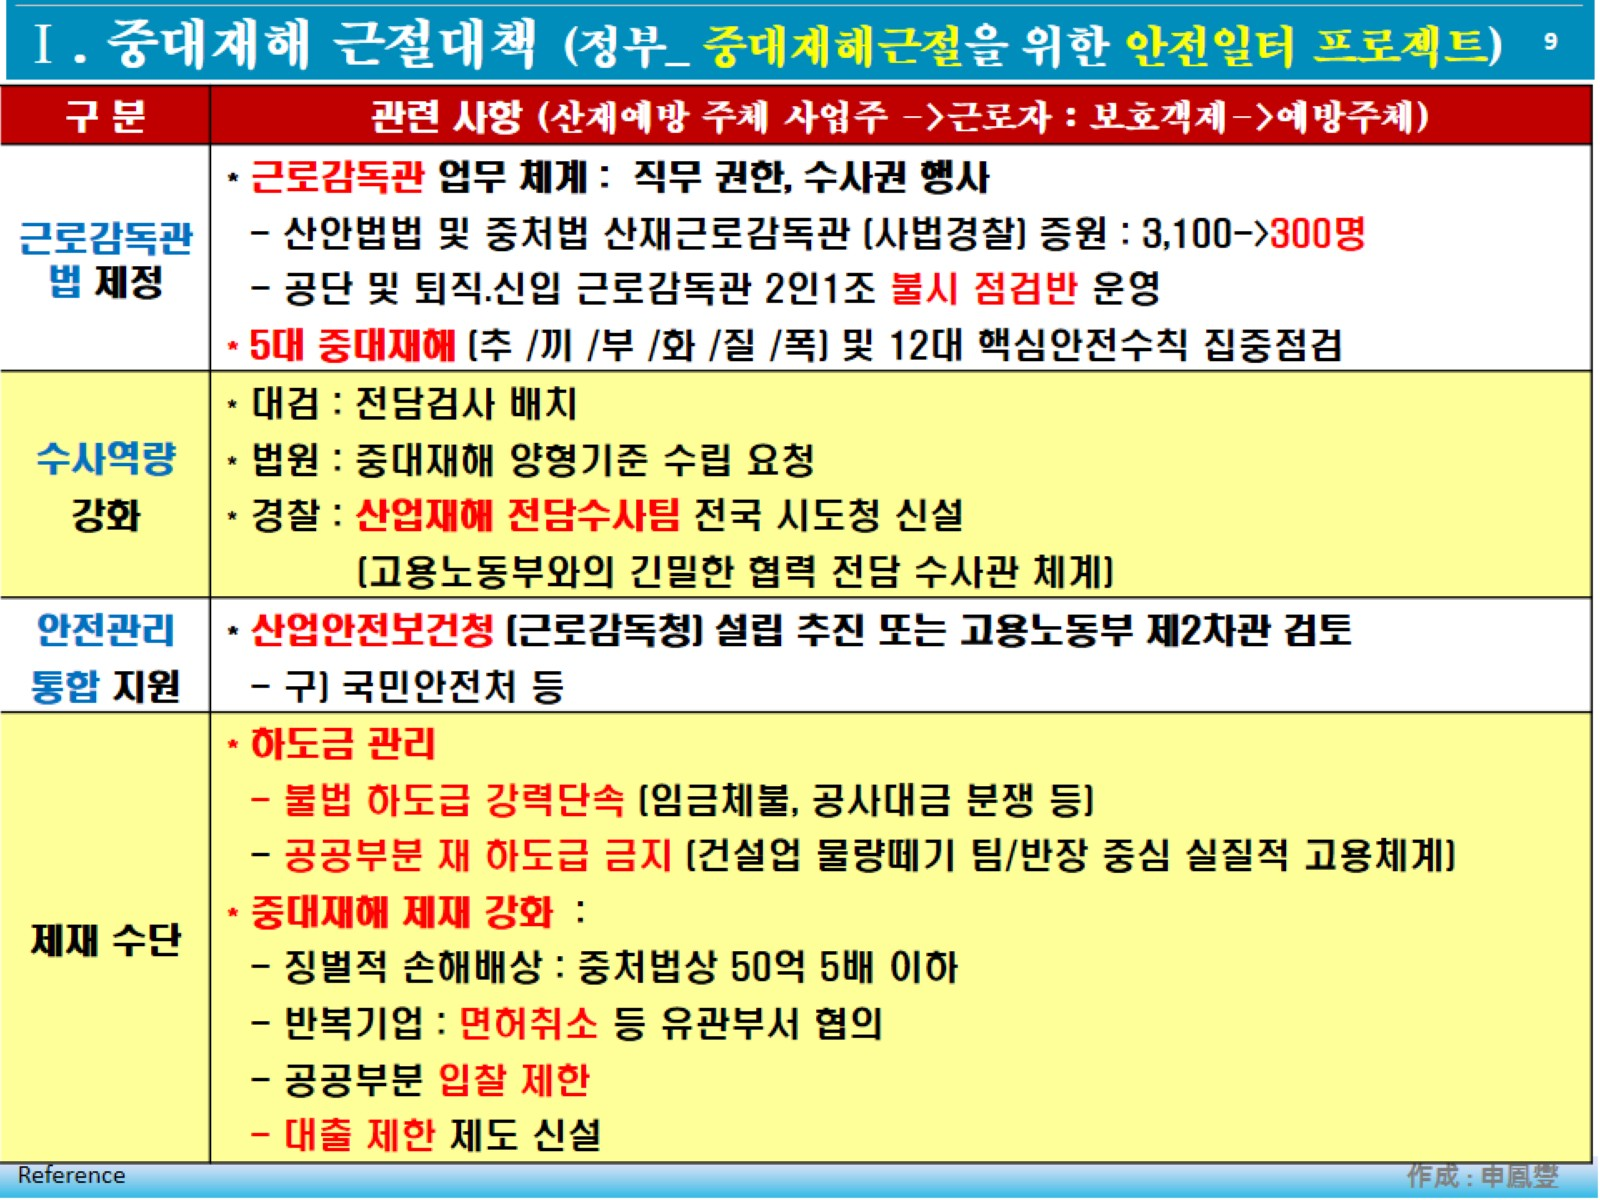 Ⅰ. 중대재해 근절대책 (정부_ 중대재해근절을 위한 안전일터 프로젝트) 9
구 분
관련 사항 (산재예방 주체 사업주 ->근로자 : 보호객제->예방주체)
근로감독관
법 제정
* 근로감독관 업무 체계 : 직무 권한, 수사권 행사
- 산안법법 및 중처법 산재근로감독관 (사법경찰) 증원 : 3,100->300명
- 공단 및 퇴직.신입 근로감독관 2인1조 불시 점검반 운영
* 5대 중대재해 (추 /끼 /부 /화 /질 /폭) 및 12대 핵심안전수칙 집중점검
수사역량
강화
* 대검 : 전담검사 배치
* 법원 : 중대재해 양형기준 수립 요청
* 경찰 : 산업재해 전담수사팀 전국 시도청 신설
(고용노동부와의 긴밀한 협력 전담 수사관 체계)
안전관리
통합 지원
* 산업안전보건청 (근로감독청) 설립 추진 또는 고용노동부 제2차관 검토
- 구) 국민안전처 등
제재 수단
* 하도금 관리
- 불법 하도급 강력단속 (임금체불, 공사대금 분쟁 등)
- 공공부분 재 하도급 금지 (건설업 물량떼기 팀/반장 중심 실질적 고용체계)
* 중대재해 제재 강화 :
- 징벌적 손해배상 : 중처법상 50억 5배 이하
- 반복기업 : 면허취소 등 유관부서 협의
- 공공부분 입찰 제한
- 대출 제한 제도 신설
Reference
作成 : 申鳳燮